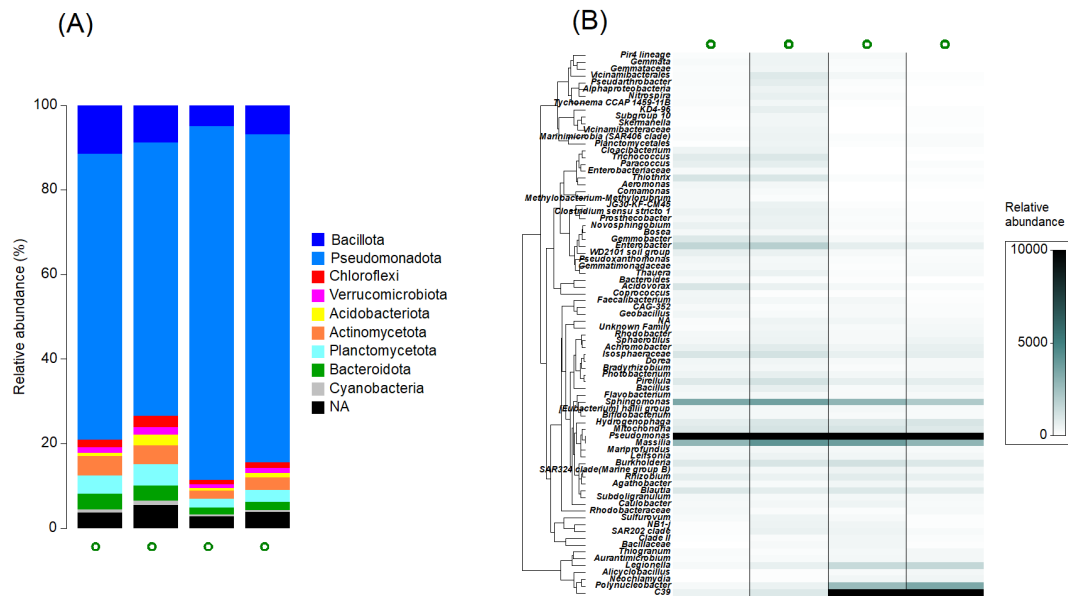 (A)
Relative abundance (%)
100
80
60
40
20
0
Bacillota
Pseudomonadota
Chloroflexi
Verrucomicrobiota
Acidobacteriota
Actinomycetota
Planctomycetota
Bacteroidota
Cyanobacteria
NA
(B)
Pir4 lineage
Gemmata
Gemmataceae
Vicinamibacterales
Pseudarthrobacter
Alphaproteobacteria
Nitrospira
Tychonema CCAP 1459-11B
KD4-96
Subgroup 10
Skermanella
Vicinamibacteraceae
Marinimicrobia (SAR406 clade)
Planctomycetales
Cloacibacterium
Trichococcus
Paracoccus
Enterobacteriaceae
Thiothrix
Aeromonas
Comamonas
Methylobacterium-Methylorubrum
JG30-KF-CM45
Clostridium sensu stricto 1
Prosthecobacter
Novosphingobium
Bosea
Gemmobacter
Enterobacter
WD2101 soil group
Pseudoxanthomonas
Gemmatimonadaceae
Thauera
Bacteroides
Acidovorax
Coprococcus
Faecalibacterium
CAG-352
Geobacillus
NA
Unknown Family
Rhodobacter
Sphaerotilus
Achromobacter
Isosphaeraceae
Dorea
Bradyrhizobium
Photobacterium
Pirellula
Bacillus
Flavobacterium
Sphingomonas
[Eubacterium] hallii group
Bifidobacterium
Hydrogenophaga
Mitochondria
Pseudomonas
Massilia
Mariprofundus
Leifsonia
Burkholderia
SAR324 clade(Marine group B)
Rhizobium
Agathobacter
Blautia
Subdoligranulum
Caulobacter
Rhodobacteraceae
Sulfurovum
NB1-j
SAR202 clade
Clade II
Bacillaceae
Thiogranum
Aurantimicrobium
Legionella
Alicyclobacillus
Neochlamydia
Polynucleobacter
C39
Relative
abundance
10000
5000
0